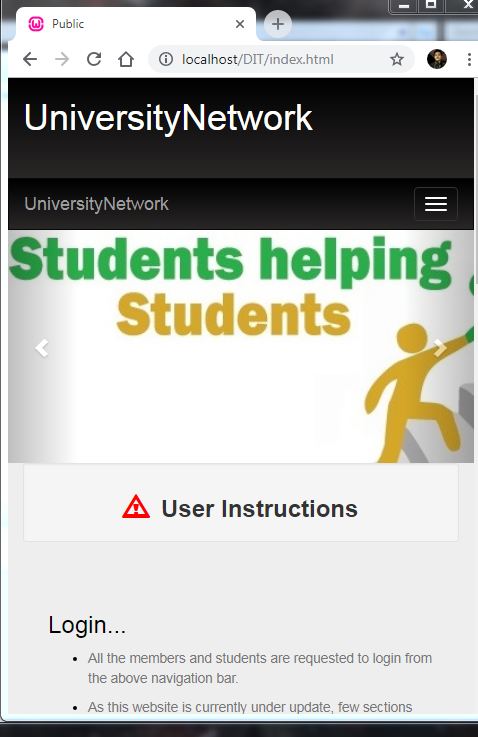 Public
localhost/DIT/index.html
UniversityNetwork
UniversityNetwork
Students helping
Students
User Instructions
Login...
All the members and students are requested to login from
the above navigation bar.
As this website is currently under update, few sections